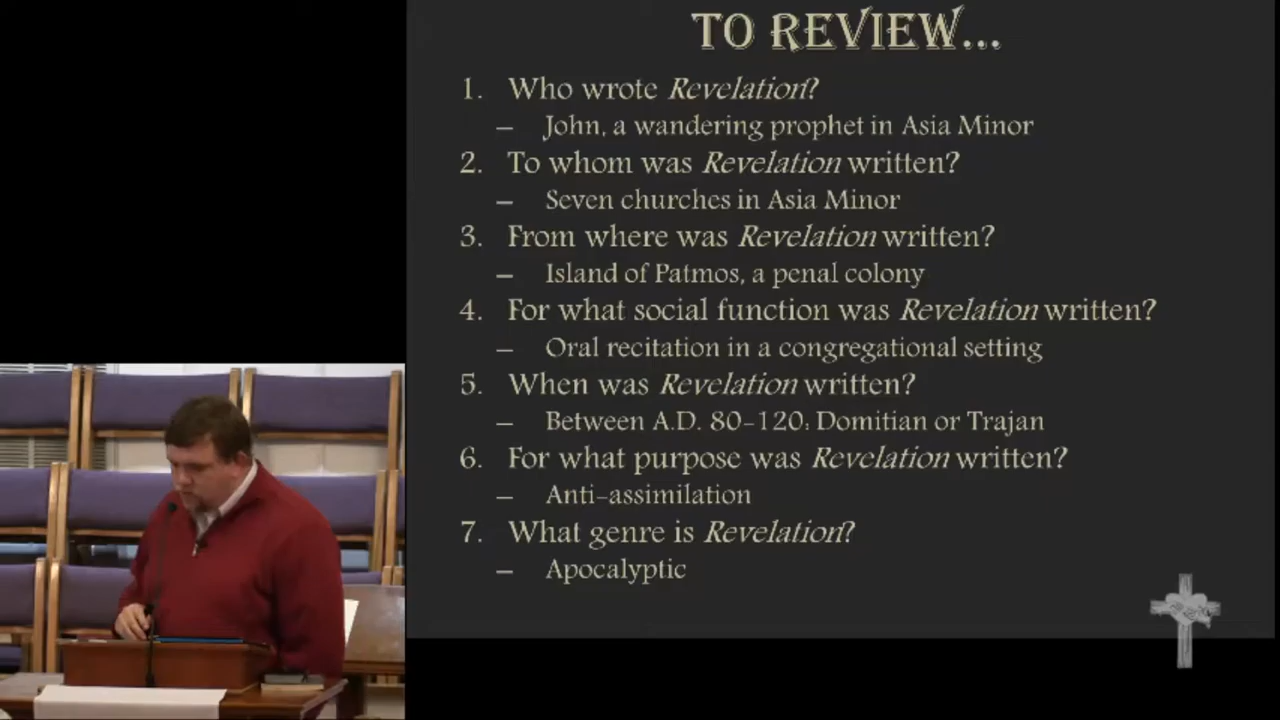 TO REVIEW...
1. Who wrote Revelation?
– John, a wandering prophet in Asia Minor
2. To whom was Revelation written?
– Seven churches in Asia Minor
3. From where was Revelation written?
– Island of Patmos, a penal colony
4. For what social function was Revelation written?
– Oral recitation in a congregational setting
5. When was Revelation written?
– Between A.D. 80-120: Domitian or Trajan
6. For what purpose was Revelation written?
– Anti-assimilation
7. What genre is Revelation?
– Apocalyptic